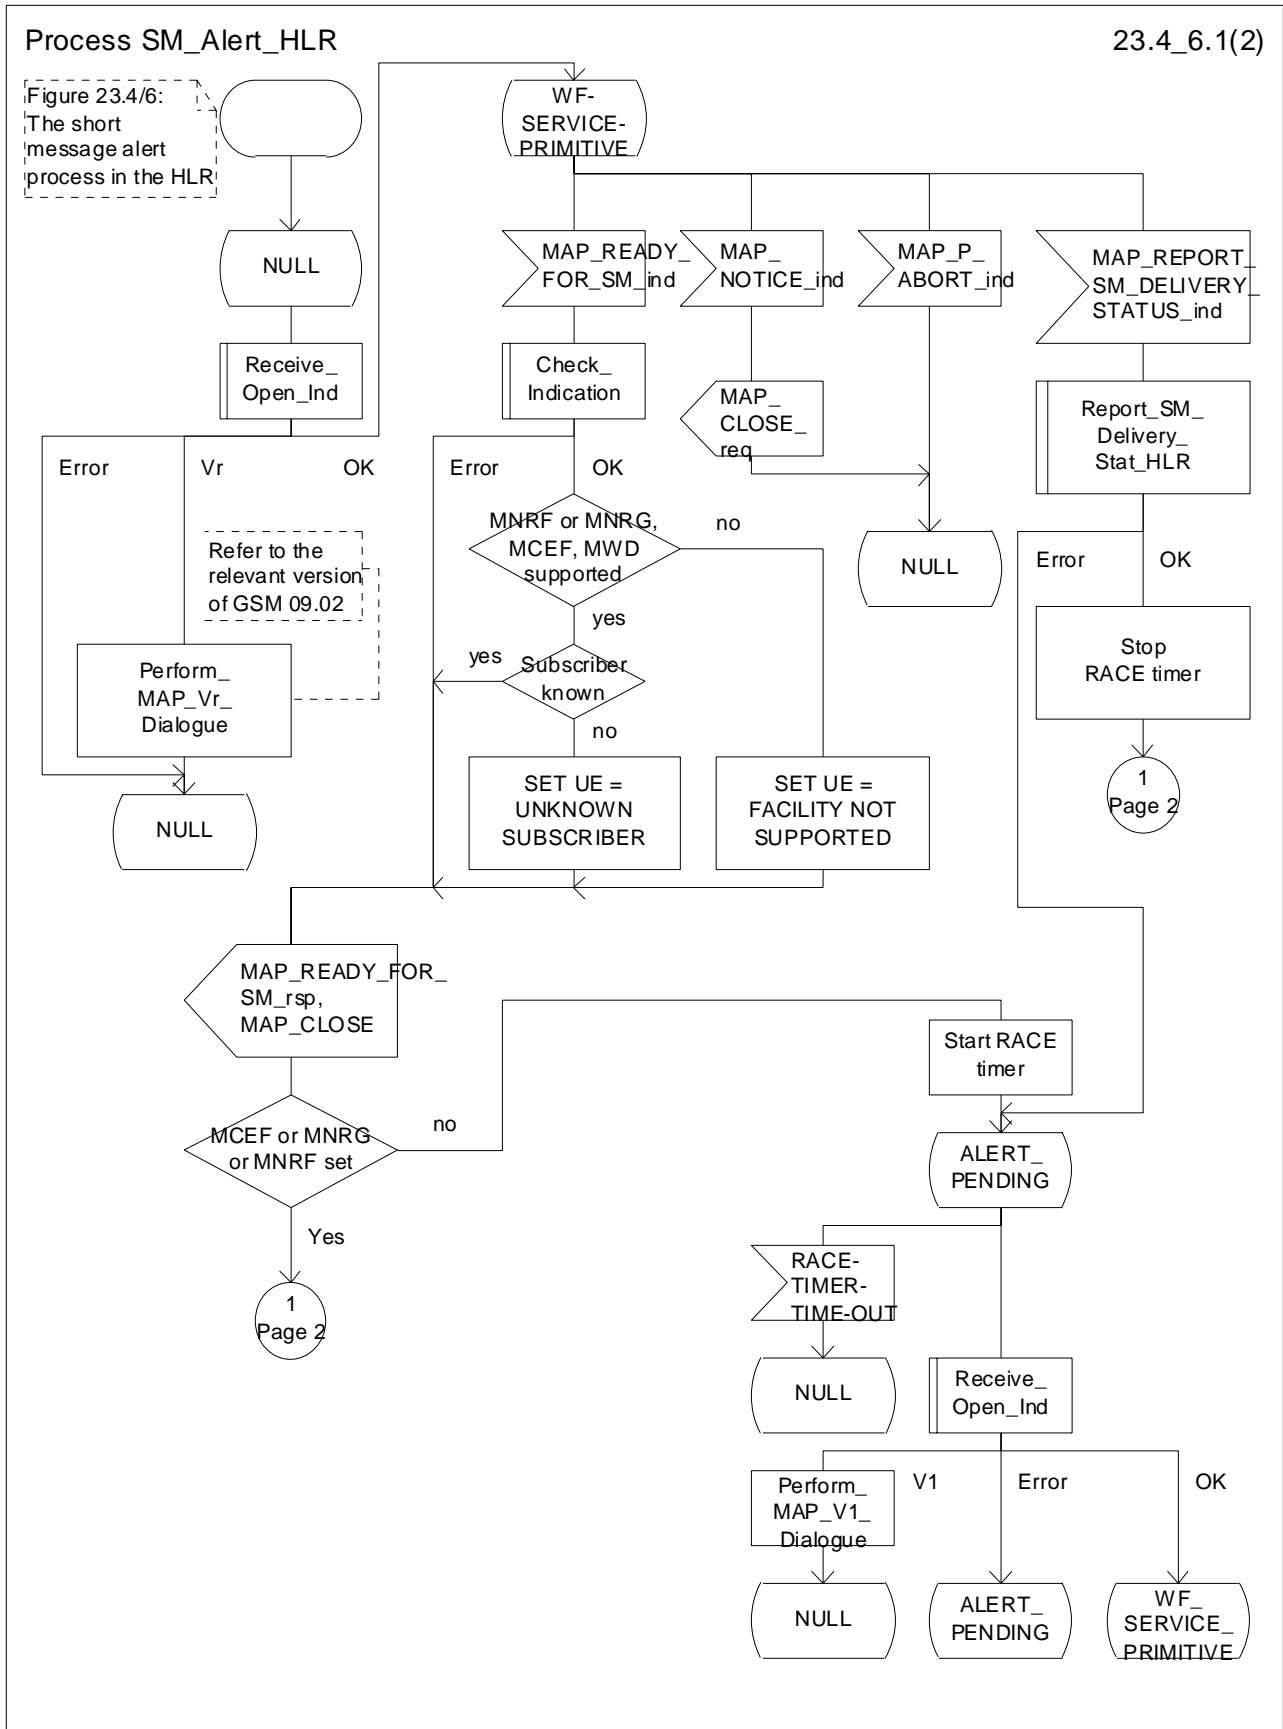 Process SM_Alert_HLR
23.4_6.1(2)
Figure 23.4/6:
The short
message alert
process in the HLR
WF-
SERVICE-
PRIMITIVE
NULL
MAP_READY_
FOR_SM_ind
MAP_
NOTICE_ind
MAP_P_
ABORT_ind
MAP_REPORT_
SM_DELIVERY_
STATUS_ind
Receive_
Open_Ind
Check_
Indication
MAP_
CLOSE_
req
Report_SM_
Delivery_
Stat_HLR
Error
Vr
OK
Error
OK
MNRF or MNRG,
MCEF, MWD
supported
no
NULL
Error
OK
Refer to the
relevant version
of GSM 09.02
yes
yes
Subscriber
known
no
Stop
RACE timer
Perform_
MAP_Vr_
Dialogue
NULL
SET UE =
UNKNOWN
SUBSCRIBER
SET UE =
FACILITY NOT
SUPPORTED
1
Page 2
MAP_READY_FOR_
SM_rsp,
MAP_CLOSE
Start RACE
timer
MCEF or MNRG
or MNRF set
no
Yes
ALERT_
PENDING
1
Page 2
RACE-
TIMER-
TIME-OUT
NULL
Receive_
Open_Ind
V1
Error
OK
Perform_
MAP_V1_
Dialogue
NULL
ALERT_
PENDING
WF_
SERVICE_
PRIMITIVE